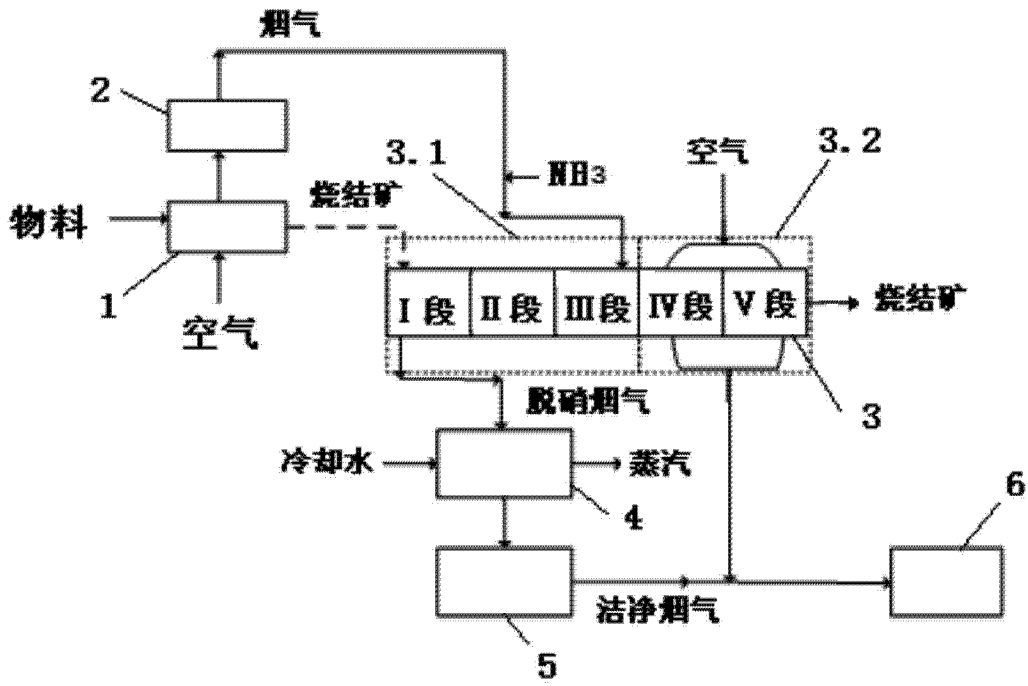 烟气
2
3.1
空气
3.2
NH3
烧结矿
物料
1
空气
I段
II段
III段
IV段
V段
烧结矿
脱硝烟气
3
冷却水
蒸汽
4
6
洁净烟气
5